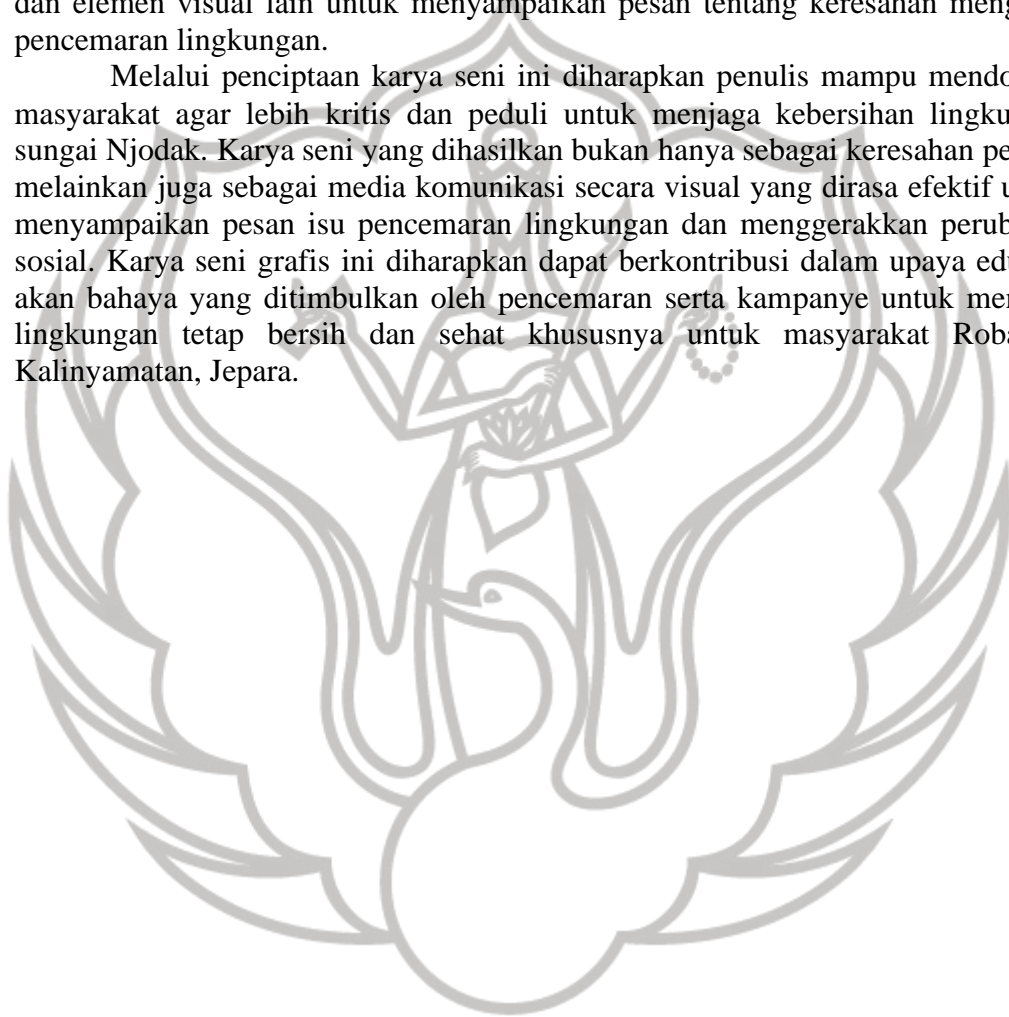 dan elemen visual lain untuk menyampaikan pesan tentang keresahan meng
pencemaran lingkungan.
Melalui penciptaan karya seni ini diharapkan penulis mampu mendo
masyarakat agar lebih kritis dan peduli untuk menjaga kebersihan lingku
sungai Njodak. Karya seni yang dihasilkan bukan hanya sebagai keresahan pe
melainkan juga sebagai media komunikasi secara visual yang dirasa efektif u
menyampaikan pesan isu pencemaran lingkungan dan menggerakkan perub
sosial. Karya seni grafis ini diharapkan dapat berkontribusi dalam upaya edu
akan bahaya yang ditimbulkan oleh pencemaran serta kampanye untuk men
lingkungan tetap bersih dan sehat khususnya untuk masyarakat Roba
Kalinyamatan, Jepara.